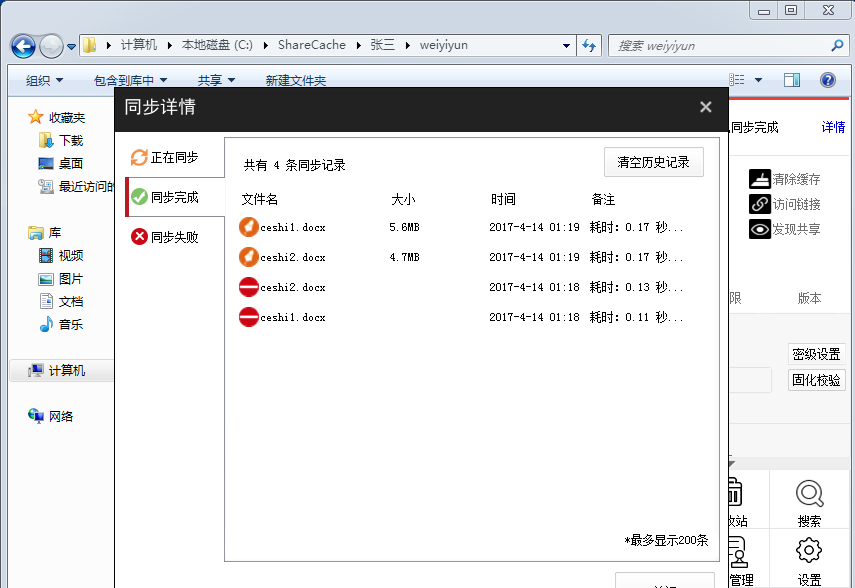 计算机 本地磁盘 (C:) ShareCache 张三 weiyiyun
搜索 weiyiyun
组织 包含到库中 共享 新建文件夹
收藏夹
下载
桌面
最近访问的
库
视频
图片
文档
音乐
计算机
网络
同步详情
正在同步
同步完成
同步失败
共有 4 条同步记录
清空历史记录
文件名 大小 时间 备注
ceshi1.docx 5.6MB 2017-4-14 01:19 耗时: 0.17 秒...
ceshi2.docx 4.7MB 2017-4-14 01:19 耗时: 0.17 秒...
ceshi2.docx 2017-4-14 01:18 耗时: 0.13 秒...
ceshi1.docx 2017-4-14 01:18 耗时: 0.11 秒...
*最多显示200条
同步完成 详情
清除缓存
访问链接
发现共享
限 版本
密级设置
固化校验
站 搜索
管理 设置